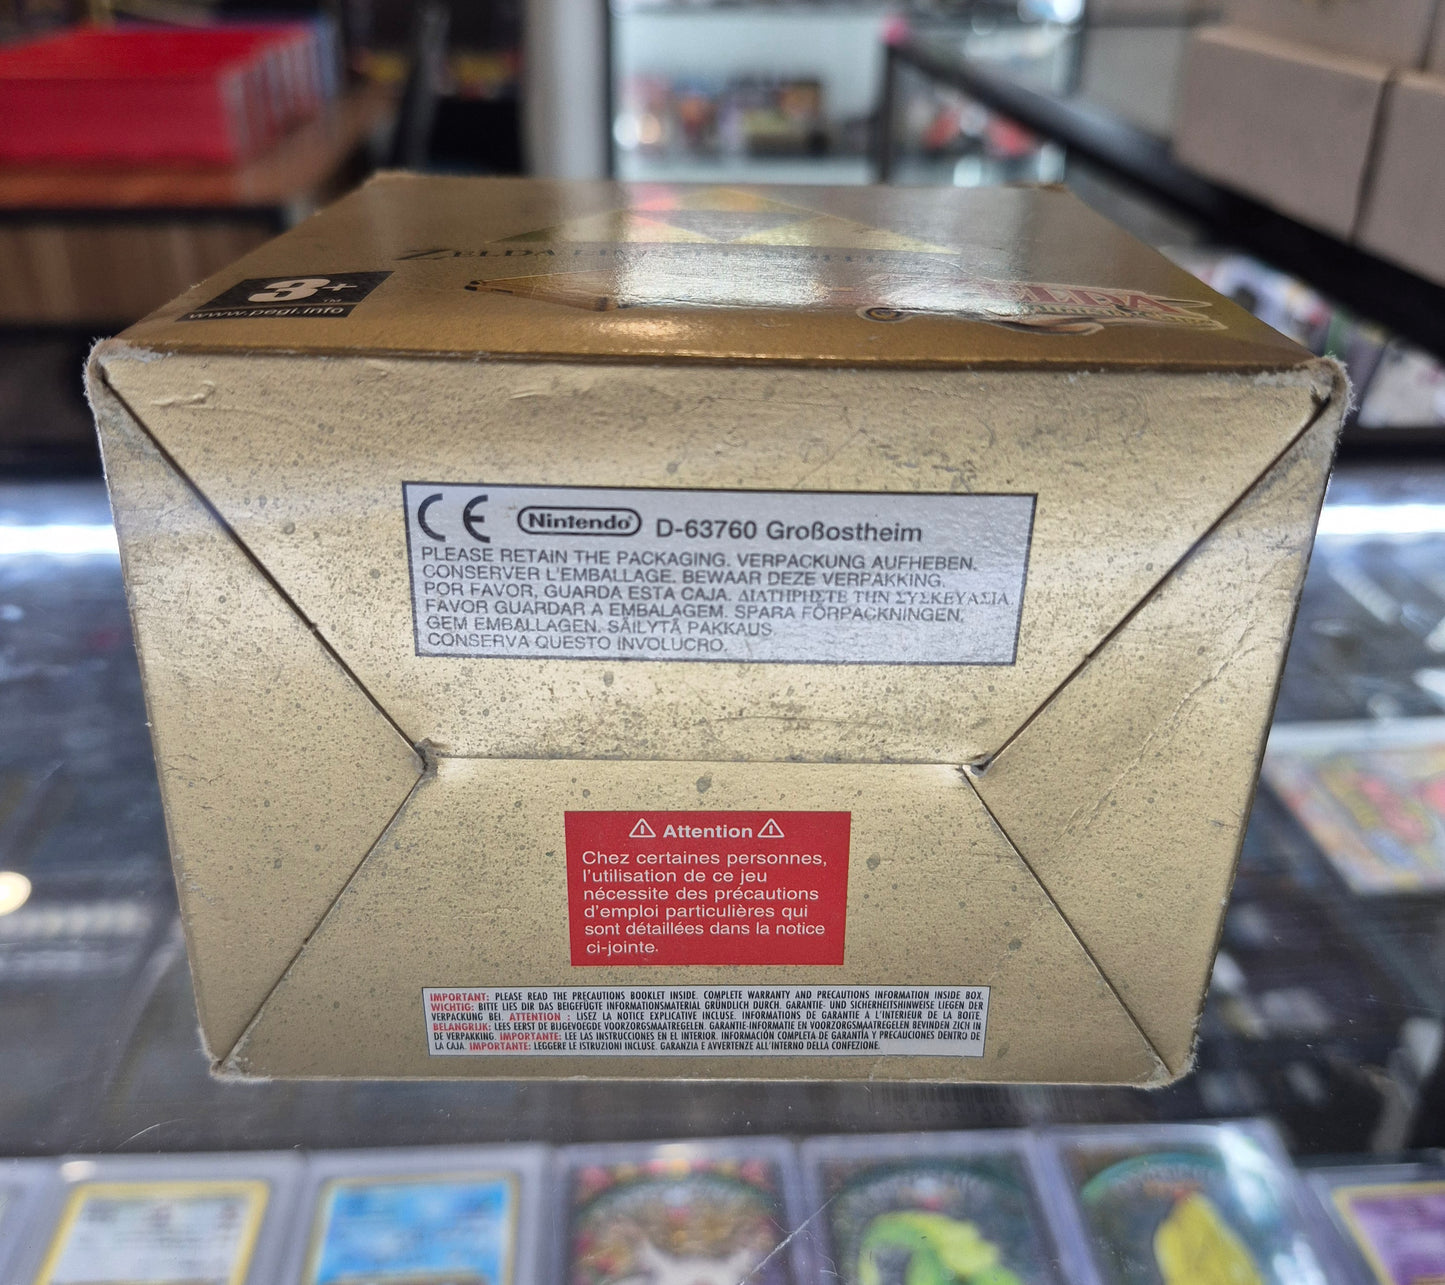 3+
TM
www.pegi.info
ZELDA
CE Nintendo D-63760 Großostheim
PLEASE RETAIN THE PACKAGING. VERPACKUNG AUFHEBEN.
CONSERVER L'EMBALLAGE. BEWAAR DEZE VERPAKKING.
POR FAVOR, GUARDA ESTA CAJA. ΔΙΑΤΗΡΗΣΤΕ ΤΗΝ ΣΥΣΚΕΥΑΣΙΑ.
FAVOR GUARDAR A EMBALAGEM. SPARA FÖRPACKNINGEN.
GEM EMBALLAGEN. SÄILYTÄ PAKKAUS.
CONSERVA QUESTO INVOLUCRO.
Attention
Chez certaines personnes,
l'utilisation de ce jeu
nécessite des précautions
d'emploi particulières qui
sont détaillées dans la notice
ci-jointe.
IMPORTANT: PLEASE READ THE PRECAUTIONS BOOKLET INSIDE. COMPLETE WARRANTY AND PRECAUTIONS INFORMATION INSIDE BOX.
WICHTIG: BITTE LIES DIR DAS BEIGEFÜGTE INFORMATIONSMATERIAL GRÜNDLICH DURCH. GARANTIE- UND SICHERHEITSHINWEISE LIEGEN DER
VERPACKUNG BEI. ATTENTION : LISEZ LA NOTICE EXPLICATIVE INCLUSE. INFORMATIONS DE GARANTIE A L'INTERIEUR DE LA BOITE.
BELANGRIJK: LEES EERST DE BIJGEVOEGDE VOORZORGSMAATREGELEN. GARANTIE-INFORMATIE EN VOORZORGSMAATREGELEN BEVINDEN ZICH IN
DE VERPAKKING. IMPORTANTE: LEE LAS INSTRUCCIONES EN EL INTERIOR. INFORMACIÓN COMPLETA DE GARANTÍA Y PRECAUCIONES DENTRO DE
LA CAJA. IMPORTANTE: LEGGERE LE ISTRUZIONI INCLUSE. GARANZIA E AVVERTENZE ALL'INTERNO DELLA CONFEZIONE.